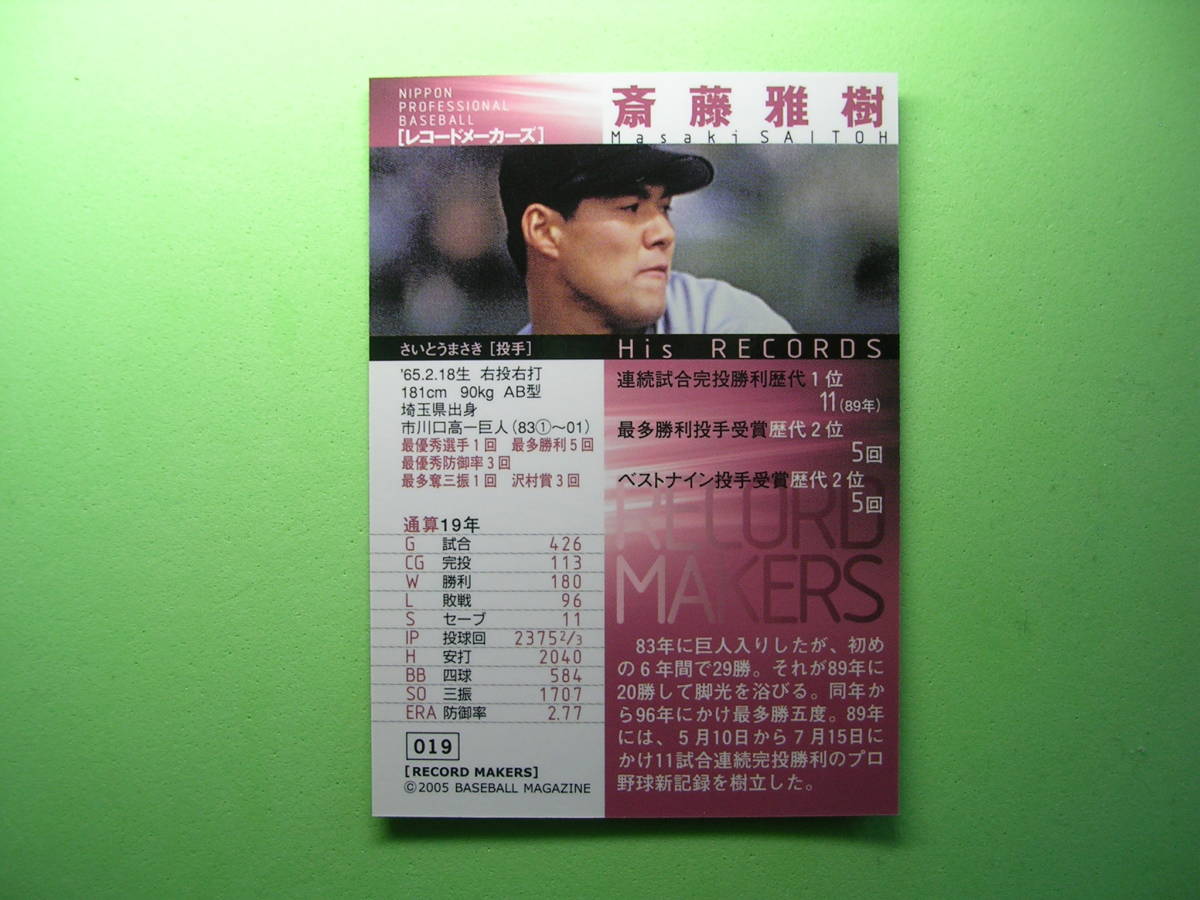 NIPPON
PROFESSIONAL
BASEBALL
[レコードメーカーズ]
斎藤雅樹
Masaki SAITOH
さいとうまさき [投手]
'65.2.18生 右投右打
181cm 90kg AB型
埼玉県出身
市川口高ー巨人(83①〜01)
最優秀選手1回 最多勝利5回
最優秀防御率3回
最多奪三振1回 沢村賞3回
通算19年
G 試合 426
CG 完投 113
W 勝利 180
L 敗戦 96
S セーブ 11
IP 投球回 2375 2/3
H 安打 2040
BB 四球 584
SO 三振 1707
ERA 防御率 2.77
019
[RECORD MAKERS]
©2005 BASEBALL MAGAZINE
His RECORDS
連続試合完投勝利歴代1位
11(89年)
最多勝利投手受賞歴代2位
5回
ベストナイン投手受賞歴代2位
5回
RECORD
MAKERS
83年に巨人入りしたが、初め
の6年間で29勝。それが89年に
20勝して脚光を浴びる。同年か
ら96年にかけ最多勝五度。89年
には、5月10日から7月15日に
かけ11試合連続完投勝利のプロ
野球新記録を樹立した。